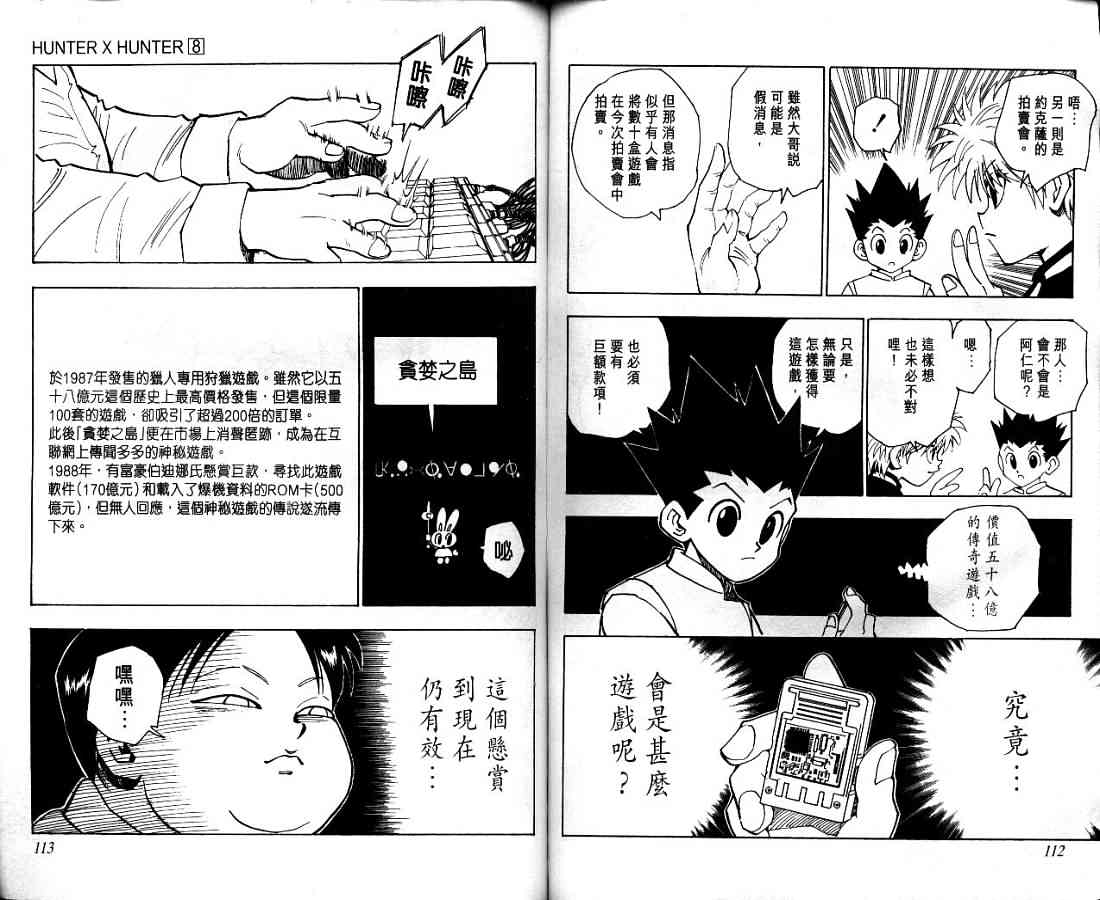 HUNTER X HUNTER 8
唔…
另一則是
約克薩的
拍賣會。
!
雖然大哥說
可能是
假消息，
但那消息指
似乎有人會
將數十盒遊戲
在今次拍賣會中
拍賣。
那人…
會不會是
阿仁呢？
嗯…
這樣想
也未必不對
哩！
只是，
無論要
怎樣獲得
這遊戲，
也必須
要有
巨額款項！
價值五十八億
的傳奇遊戲…
究竟…
會是甚麼
遊戲呢？
112
咔嚓
咔嚓
貪婪之島
咇
於1987年發售的獵人專用狩獵遊戲。雖然它以五
十八億元這個歷史上最高價格發售，但這個限量
100套的遊戲，卻吸引了超過200倍的訂單。
此後「貪婪之島」便在市場上消聲匿跡，成為在互
聯網上傳聞多多的神秘遊戲。
1988年，有富豪伯迪娜氏懸賞巨款，尋找此遊戲
軟件(170億元)和載入了爆機資料的ROM卡(500
億元)，但無人回應，這個神秘遊戲的傳說遂流傳
下來。
這個懸賞
到現在
仍有效…
嘿
嘿…
113